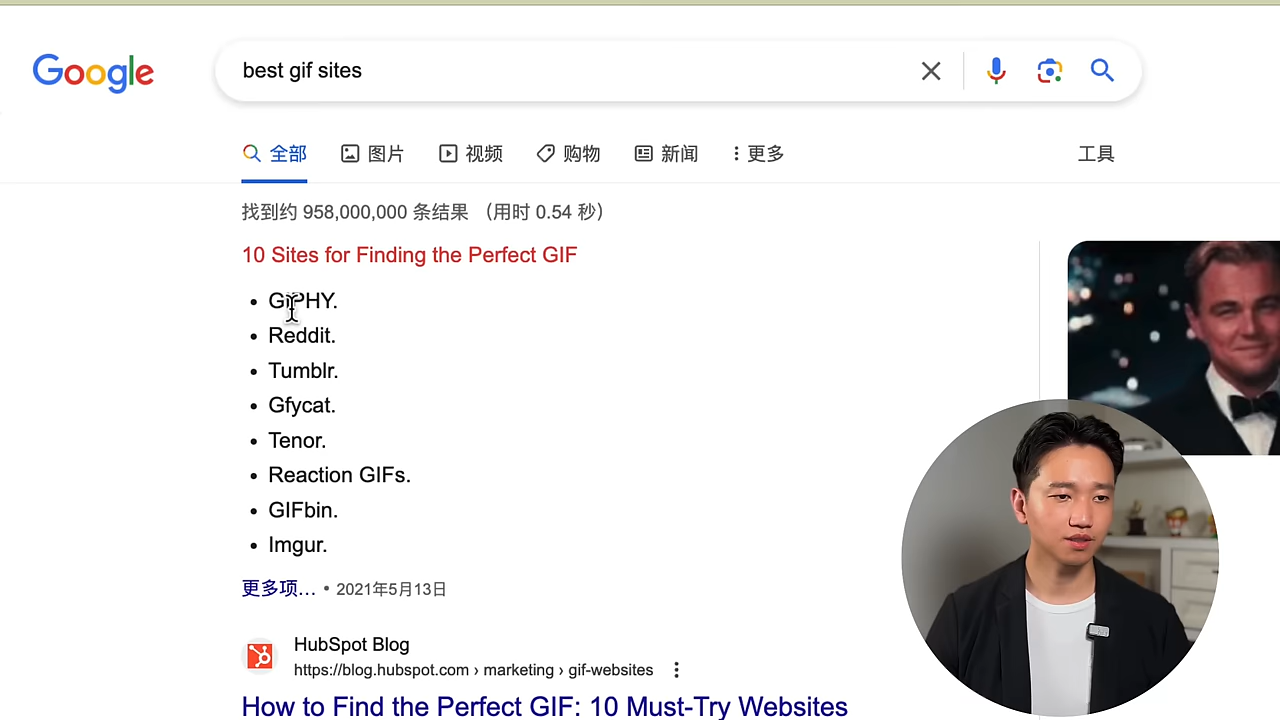 Google
best gif sites
全部
图片
视频
购物
新闻
更多
工具
找到约 958,000,000 条结果 （用时 0.54 秒）
10 Sites for Finding the Perfect GIF
• GIPHY.
• Reddit.
• Tumblr.
• Gfycat.
• Tenor.
• Reaction GIFs.
• GIFbin.
• Imgur.
更多项... • 2021年5月13日
HubSpot Blog
https://blog.hubspot.com › marketing › gif-websites
How to Find the Perfect GIF: 10 Must-Try Websites